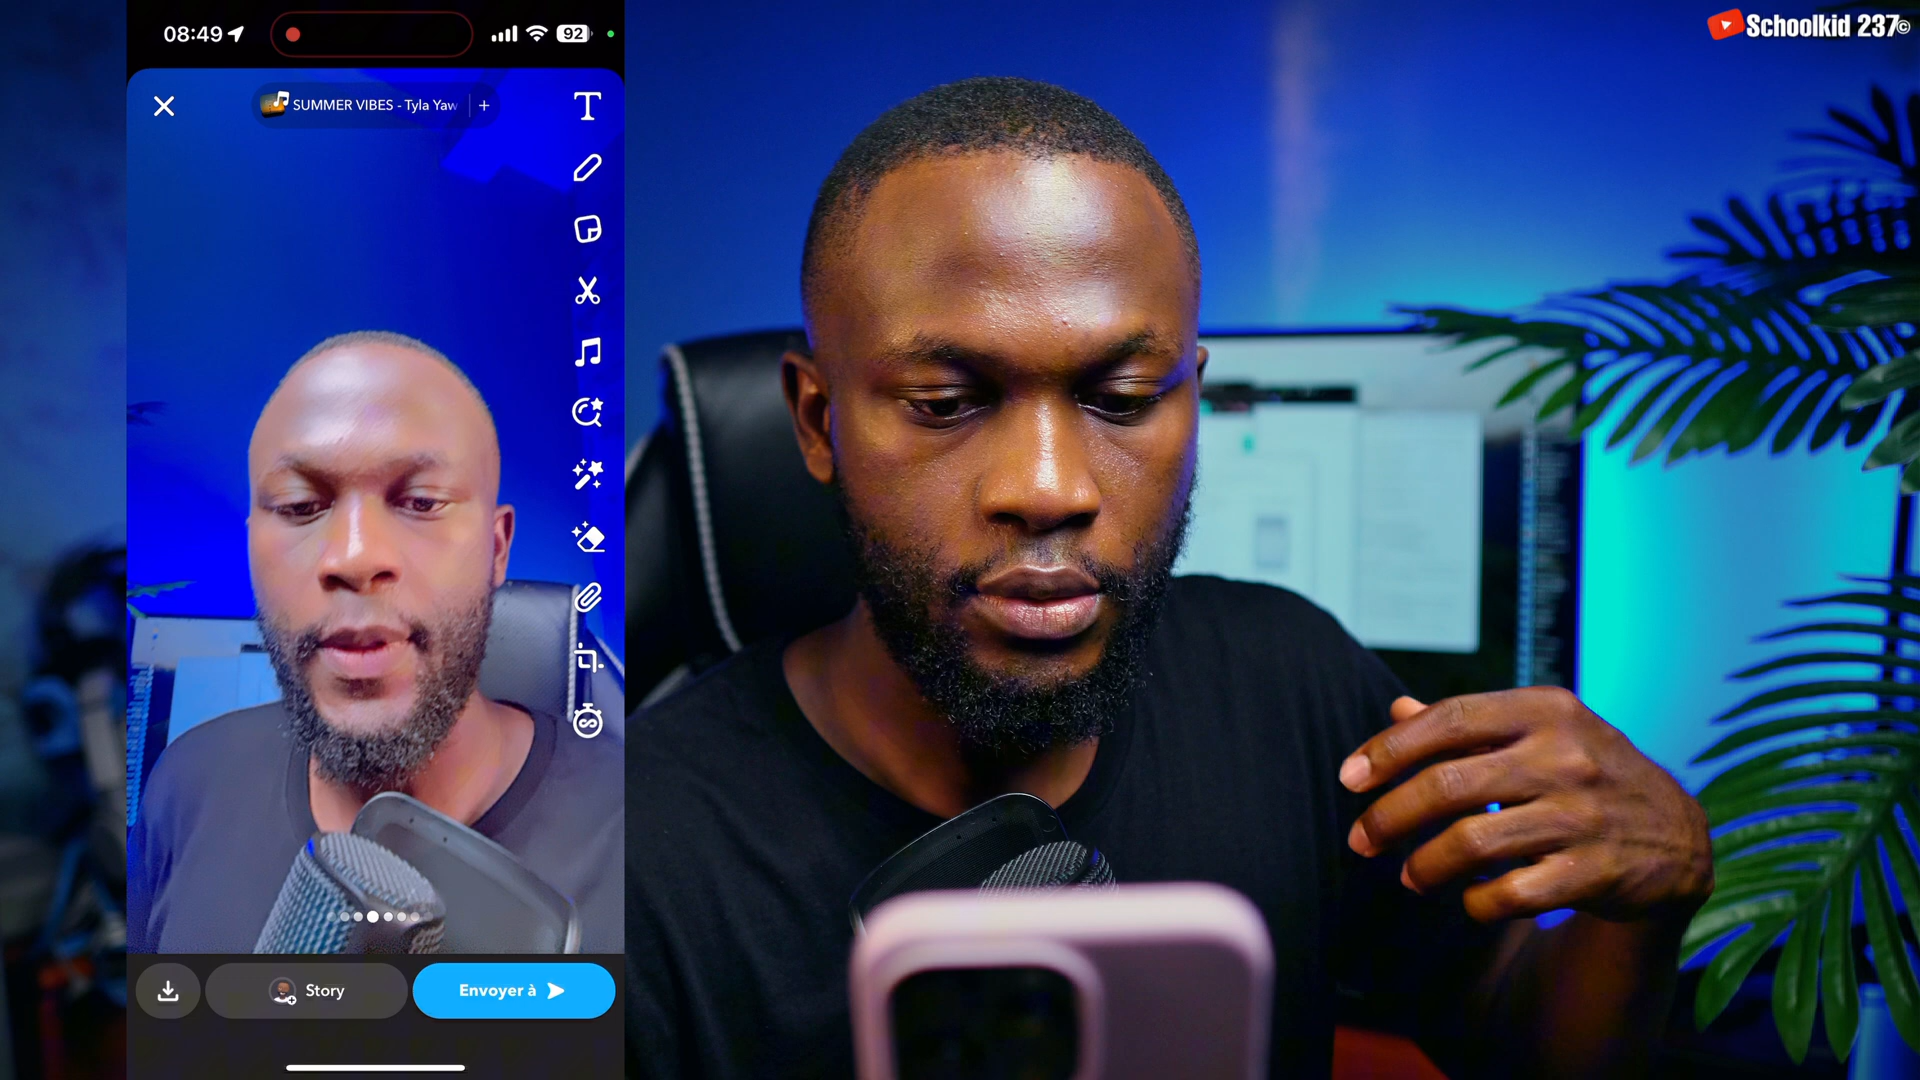 08:49
92
Schoolkid 237©
SUMMER VIBES - Tyla Yaw
+
T
Story
Envoyer à